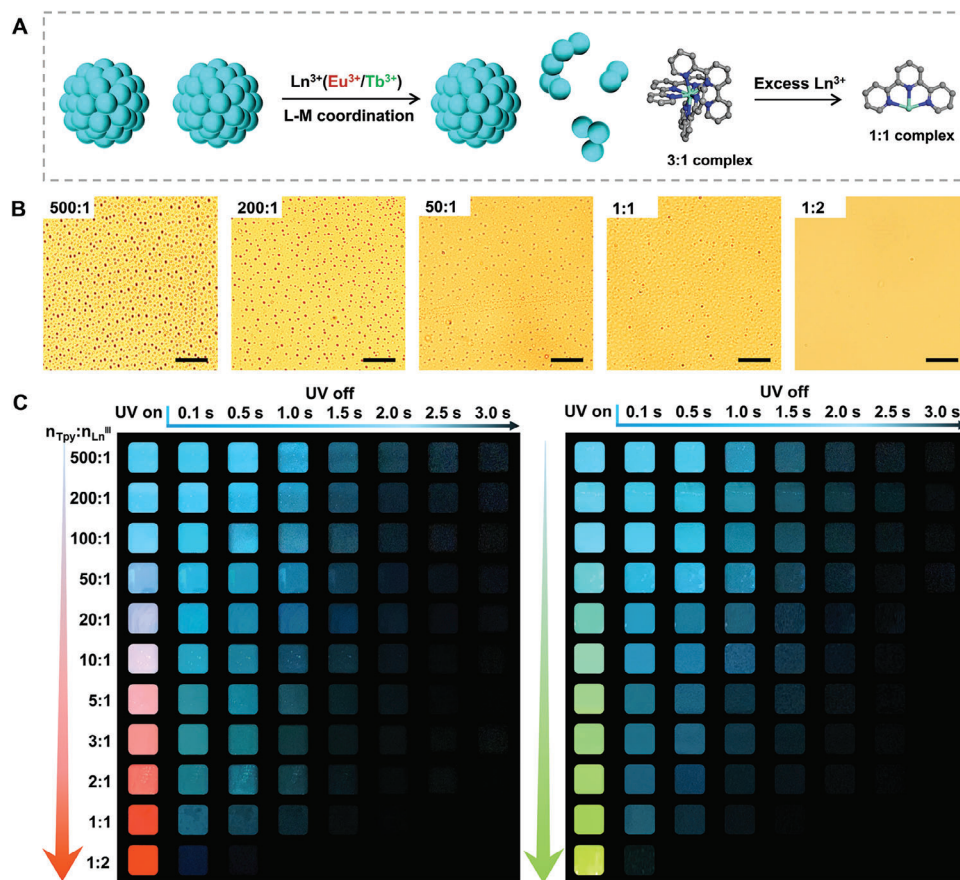 A
Ln³⁺(Eu³⁺/Tb³⁺)
L-M coordination
Excess Ln³⁺
3:1 complex
1:1 complex
B
500:1
200:1
50:1
1:1
1:2
C
UV off
UV on 0.1 s 0.5 s 1.0 s 1.5 s 2.0 s 2.5 s 3.0 s
UV off
UV on 0.1 s 0.5 s 1.0 s 1.5 s 2.0 s 2.5 s 3.0 s
nTpy:nLnᴵᴵᴵ
500:1
200:1
100:1
50:1
20:1
10:1
5:1
3:1
2:1
1:1
1:2